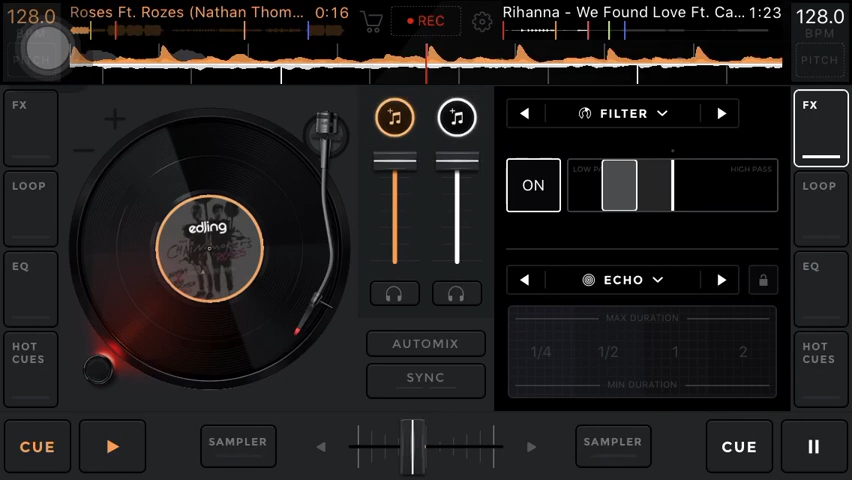 128.0
BPM
PITCH
Roses Ft. Rozes (Nathan Thom... 0:16
REC
Rihanna - We Found Love Ft. Ca... 1:23
128.0
BPM
PITCH
FX
LOOP
EQ
HOT
CUES
edjing
AUTOMIX
SYNC
FILTER
ON
LOW P
HIGH PASS
ECHO
MAX DURATION
1/4 1/2 1 2
MIN DURATION
FX
LOOP
EQ
HOT
CUES
CUE
SAMPLER
SAMPLER
CUE